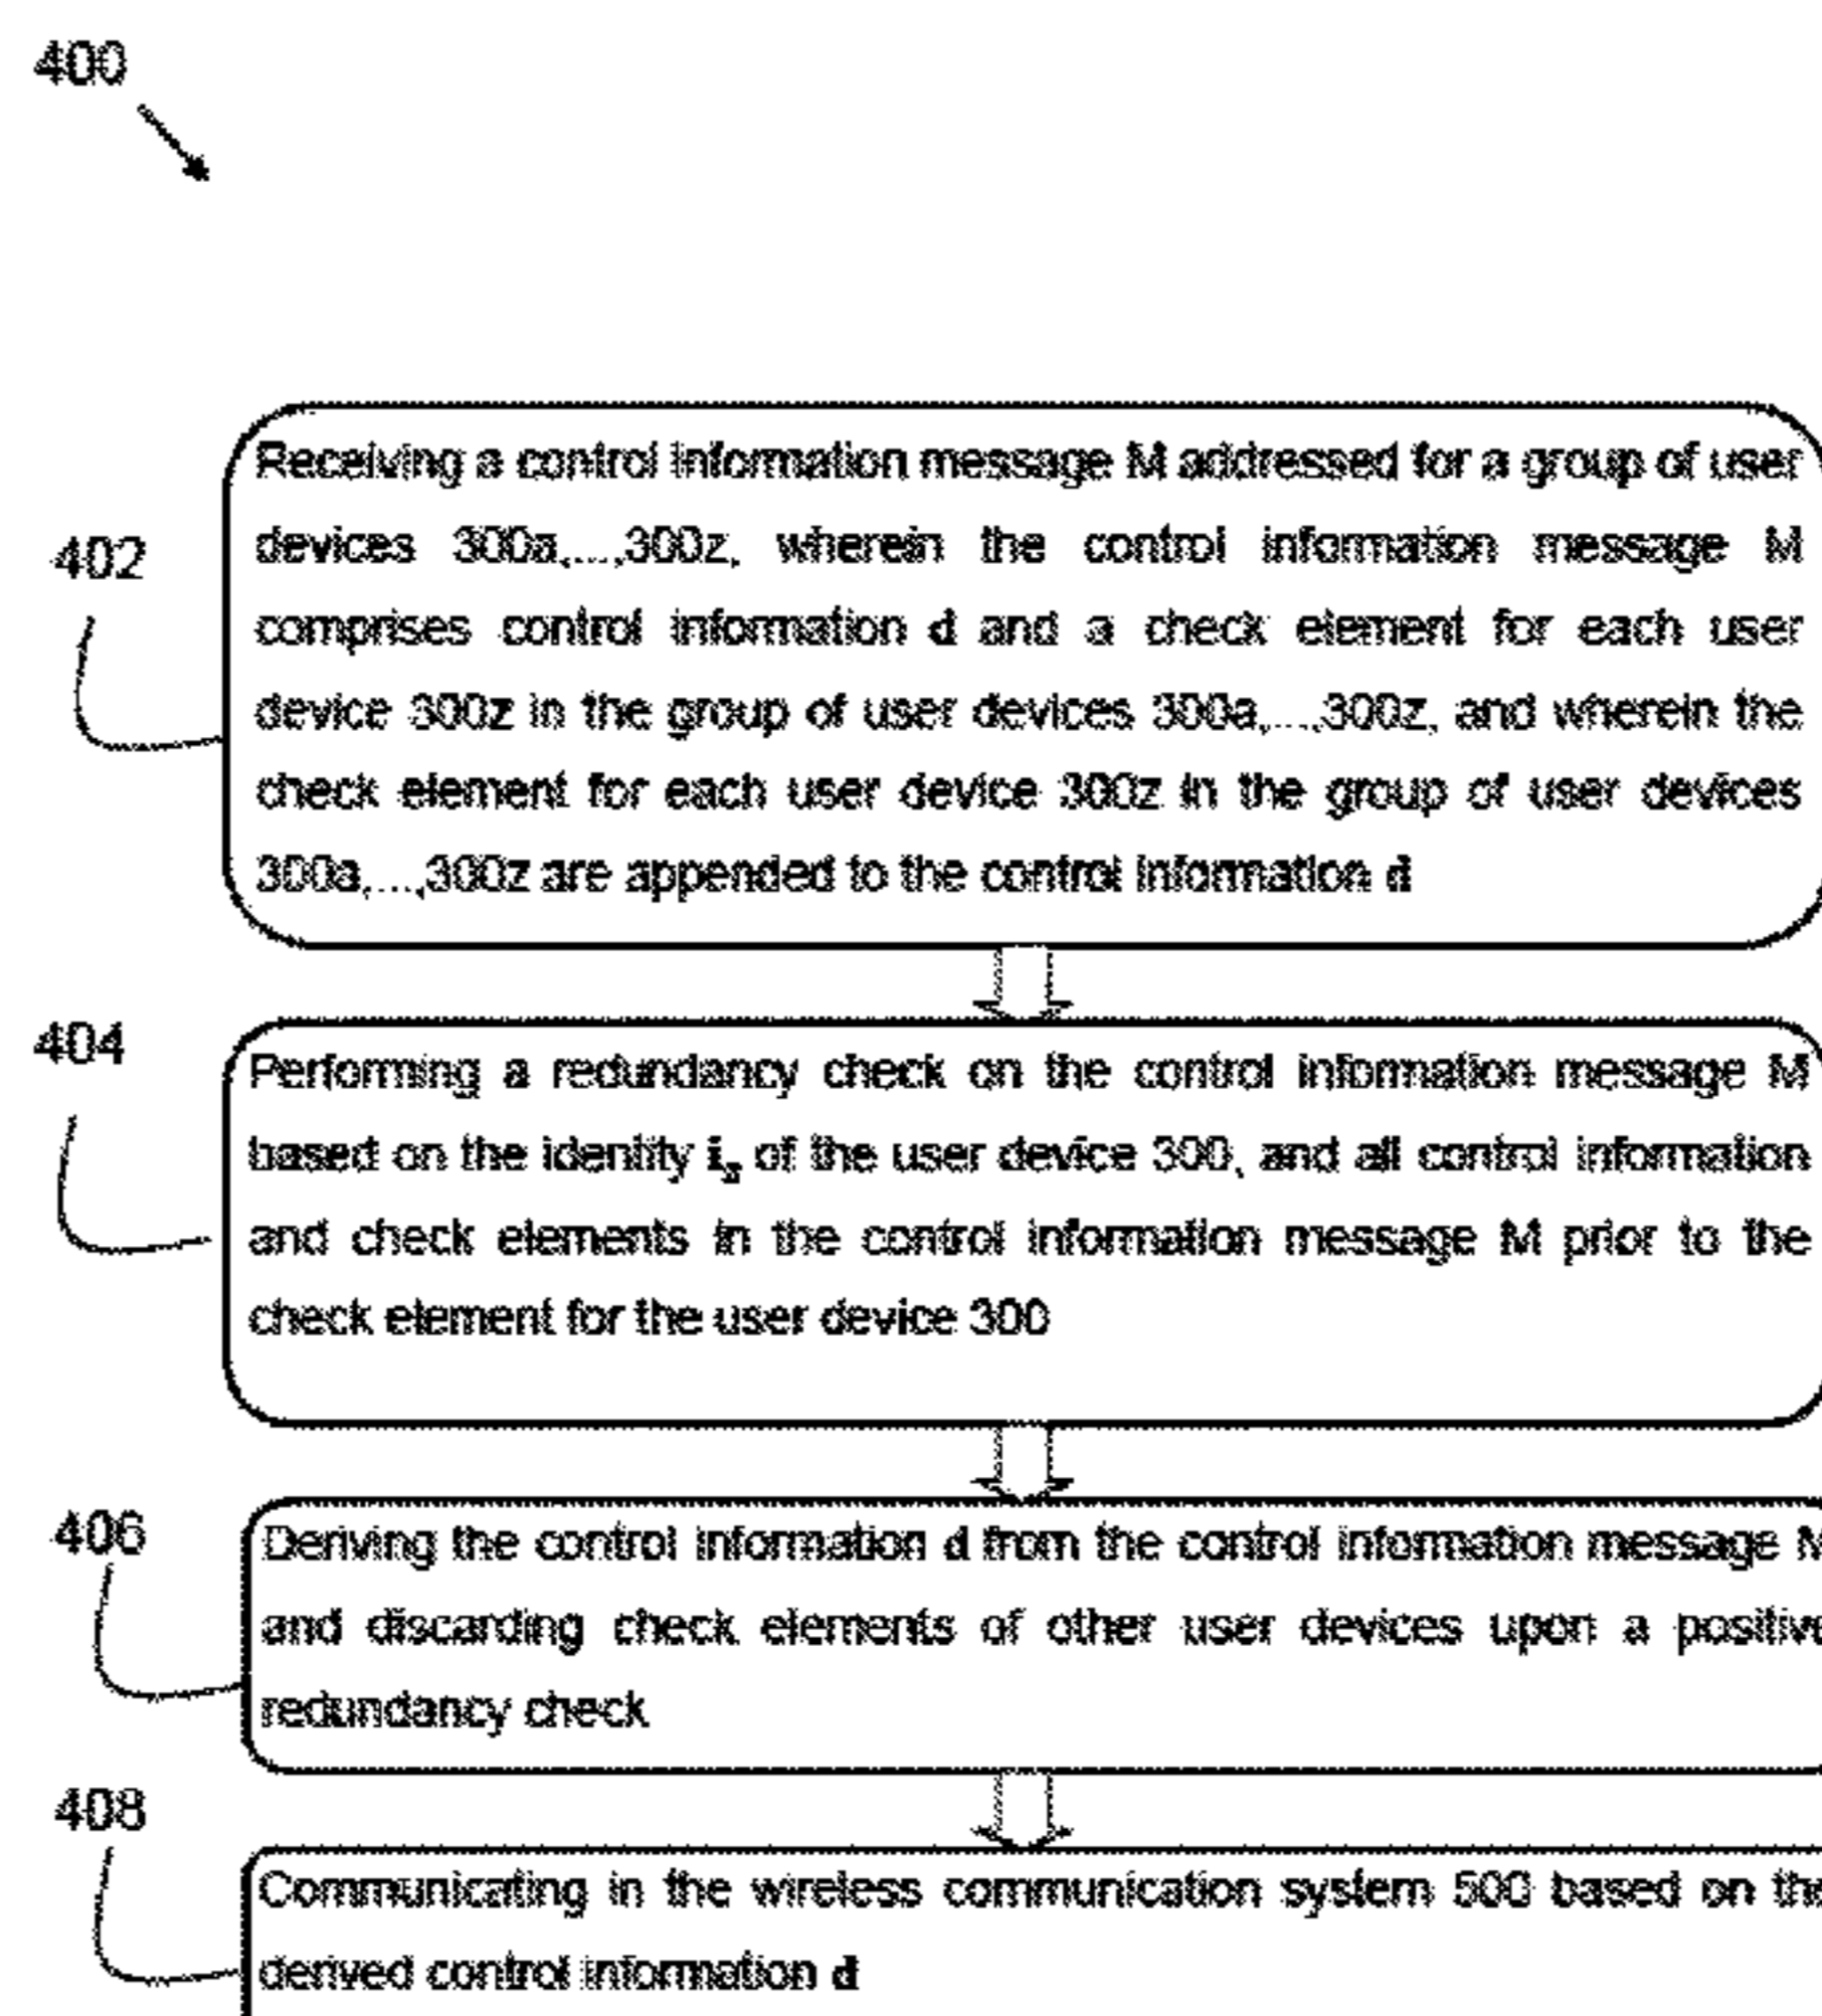 400
402
Receiving a control information message M addressed for a group of user
devices 300a,...,300z, wherein the control information message M
comprises control information d and a check element for each user
device 300z in the group of user devices 300a,...,300z, and wherein the
check element for each user device 300z in the group of user devices
300a,...,300z are appended to the control information d
404
Performing a redundancy check on the control information message M
based on the identity i of the user device 300, and all control information
and check elements in the control information message M prior to the
check element for the user device 300
406
Deriving the control information d from the control information message M
and discarding check elements of other user devices upon a positive
redundancy check
408
Communicating in the wireless communication system 500 based on the
derived control information d